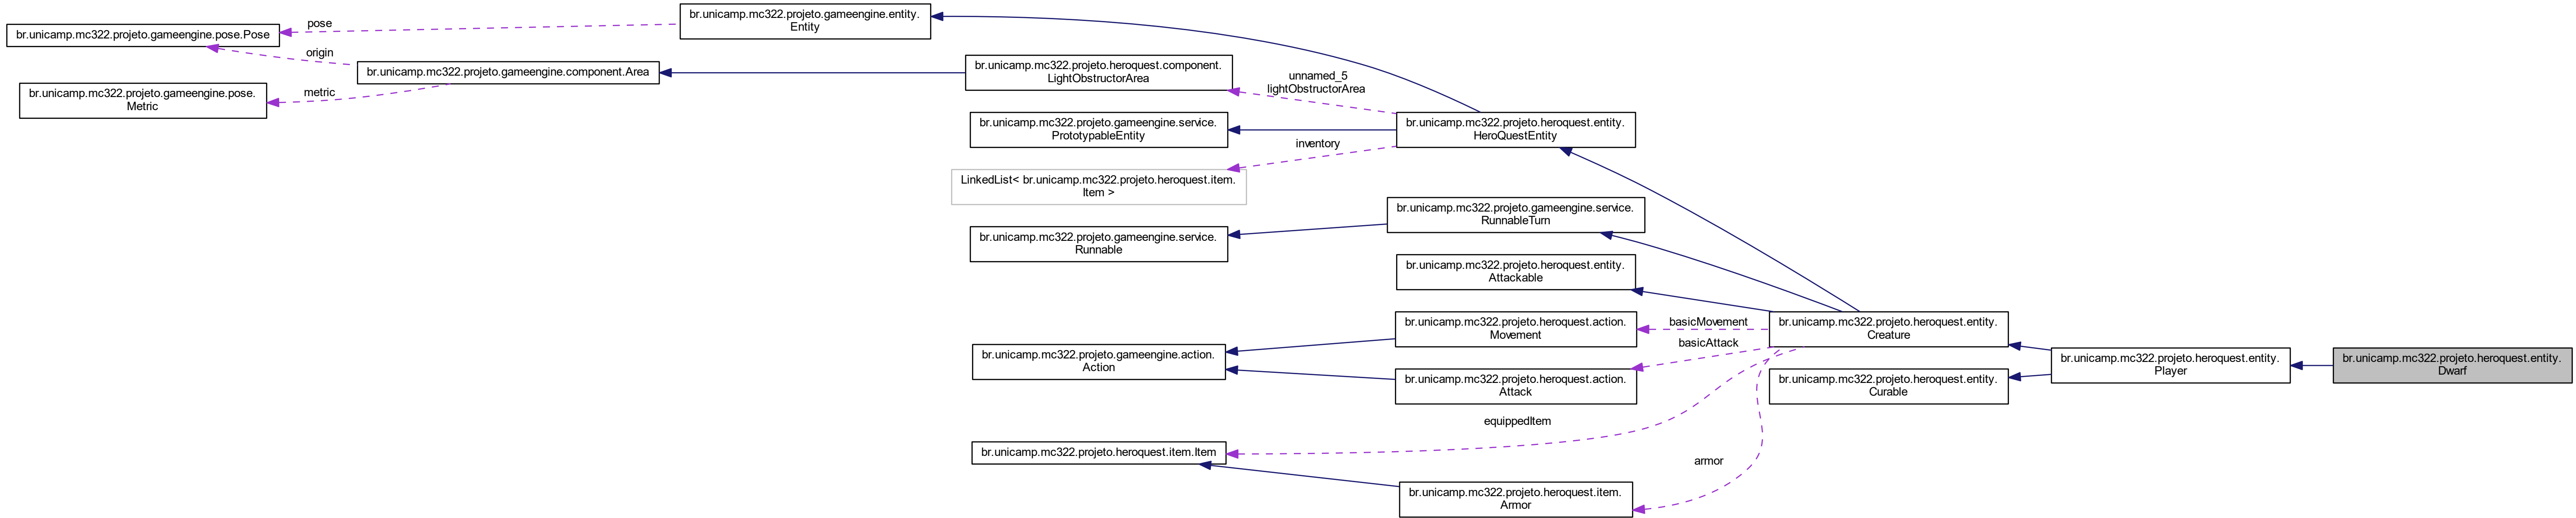 br.unicamp.mc322.projeto.gameengine.pose.Pose
br.unicamp.mc322.projeto.gameengine.pose.
Metric
pose
origin
metric
br.unicamp.mc322.projeto.gameengine.component.Area
br.unicamp.mc322.projeto.gameengine.entity.
Entity
br.unicamp.mc322.projeto.heroquest.component.
LightObstructorArea
br.unicamp.mc322.projeto.gameengine.service.
PrototypableEntity
LinkedList< br.unicamp.mc322.projeto.heroquest.item.
Item >
br.unicamp.mc322.projeto.gameengine.service.
Runnable
br.unicamp.mc322.projeto.gameengine.action.
Action
br.unicamp.mc322.projeto.heroquest.item.Item
unnamed_5
lightObstructorArea
inventory
br.unicamp.mc322.projeto.heroquest.entity.
HeroQuestEntity
br.unicamp.mc322.projeto.gameengine.service.
RunnableTurn
br.unicamp.mc322.projeto.heroquest.entity.
Attackable
br.unicamp.mc322.projeto.heroquest.action.
Movement
br.unicamp.mc322.projeto.heroquest.action.
Attack
equippedItem
br.unicamp.mc322.projeto.heroquest.item.
Armor
basicMovement
basicAttack
armor
br.unicamp.mc322.projeto.heroquest.entity.
Creature
br.unicamp.mc322.projeto.heroquest.entity.
Curable
br.unicamp.mc322.projeto.heroquest.entity.
Player
br.unicamp.mc322.projeto.heroquest.entity.
Dwarf